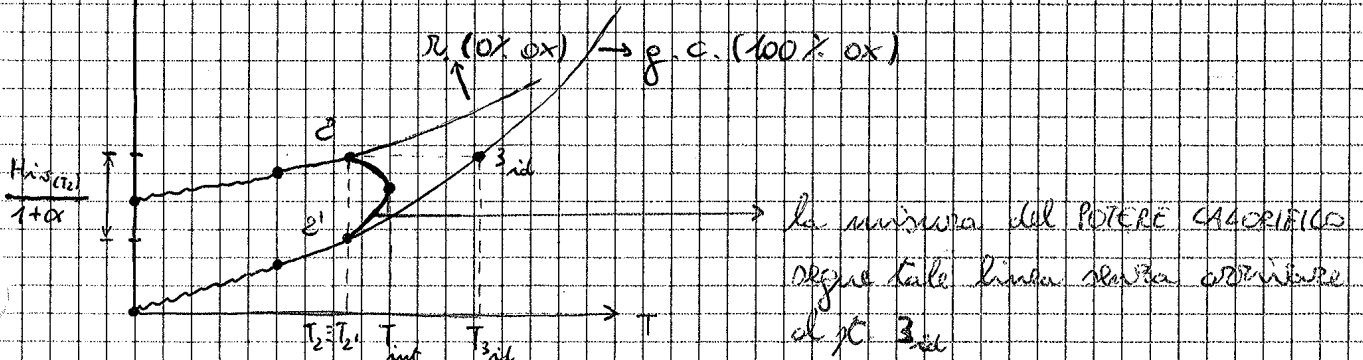 r. (0% ox) → g.c. (100% ox)
2
3id
His(T2)
1+α
2'
la misura del POTERE CALORIFICO
segue tale linea senza arrivare
al pt. 3id
T2≡T2' Tint T3id T